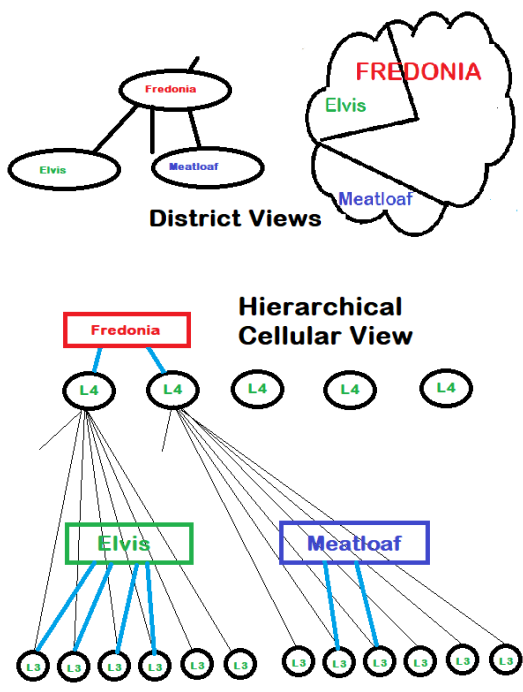 Fredonia
FREDONIA
Elvis
Elvis
Meatloaf
Meatloaf
District Views
Hierarchical
Cellular View
Fredonia
L4
L4
L4
L4
L4
Elvis
Meatloaf
L3
L3
L3
L3
L3
L3
L3
L3
L3
L3
L3
L3